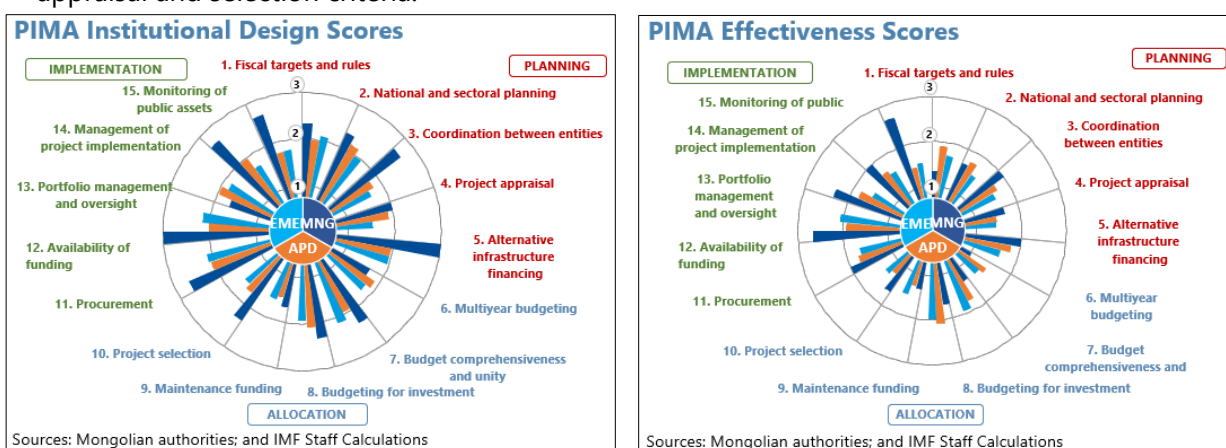 appraisal and selection criteria.
PIMA Institutional Design Scores
IMPLEMENTATION
PLANNING
1. Fiscal targets and rules
2. National and sectoral planning
3. Coordination between entities
4. Project appraisal
5. Alternative
infrastructure
financing
6. Multiyear budgeting
7. Budget comprehensiveness
and unity
8. Budgeting for investment
9. Maintenance funding
10. Project selection
11. Procurement
12. Availability of
funding
13. Portfolio management
and oversight
14. Management of
project implementation
15. Monitoring of
public assets
3
2
1
EME
MNG
APD
ALLOCATION
Sources: Mongolian authorities; and IMF Staff Calculations
PIMA Effectiveness Scores
IMPLEMENTATION
PLANNING
1. Fiscal targets and rules
2. National and sectoral planning
3. Coordination
between entities
4. Project appraisal
5. Alternative
infrastructure
financing
6. Multiyear
budgeting
7. Budget
comprehensiveness and
8. Budgeting for investment
9. Maintenance funding
10. Project selection
11. Procurement
12. Availability of
funding
13. Portfolio
management
and oversight
14. Management of
project implementation
15. Monitoring of public
3
2
1
EME
MNG
APD
ALLOCATION
Sources: Mongolian authorities; and IMF Staff Calculations